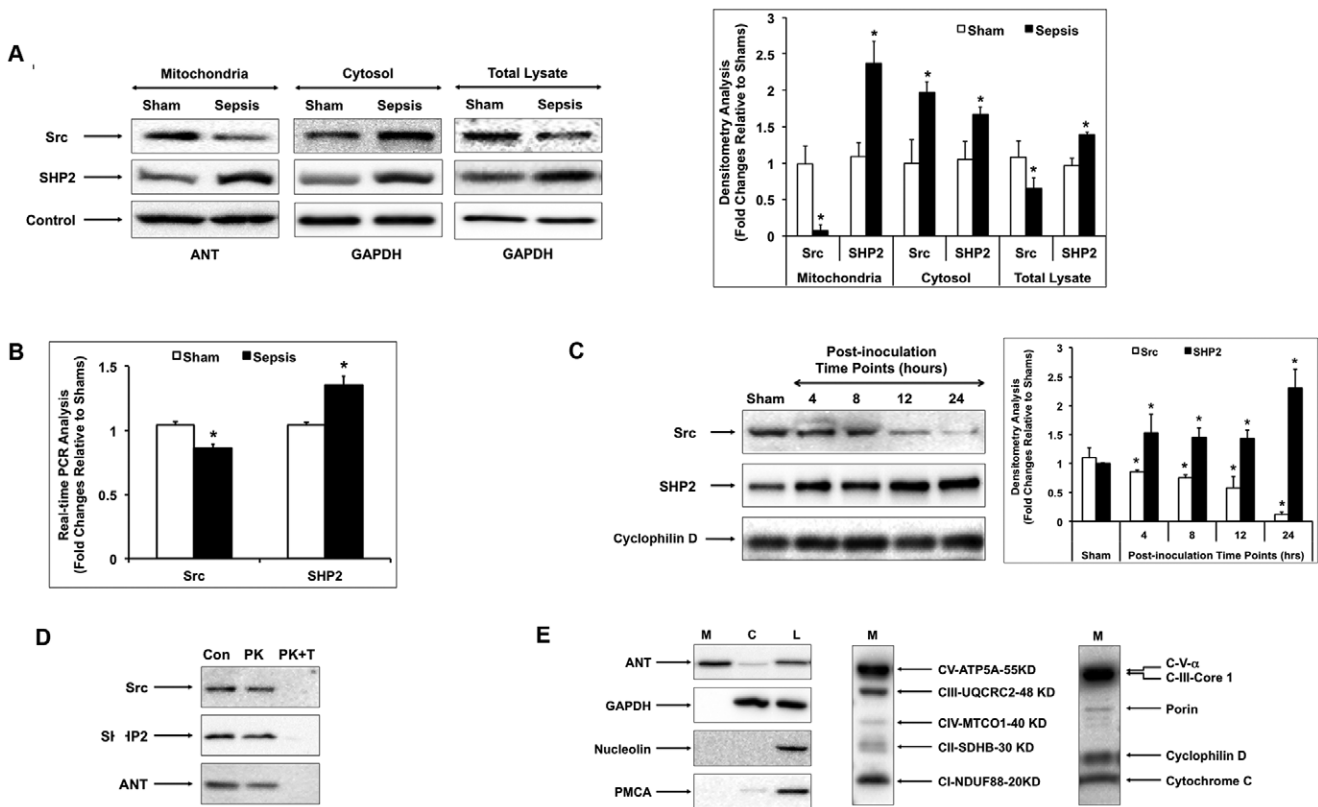 A
Mitochondria Cytosol Total Lysate
Sham Sepsis Sham Sepsis Sham Sepsis
Src
SHP2
Control
ANT GAPDH GAPDH
Densitometry Analysis
(Fold Changes Relative to Shams)
3
2.5
2
1.5
1
0.5
0
Sham Sepsis
* * * * * *
Src SHP2 Src SHP2 Src SHP2
Mitochondria Cytosol Total Lysate
B
Real-time PCR Analysis
(Fold Changes Relative to Shams)
1.5
1
0.5
0
Sham Sepsis
* *
Src SHP2
C
Post-inoculation
Time Points (hours)
Sham 4 8 12 24
Src
SHP2
Cyclophilin D
Densitometry Analysis
(Fold Changes Relative to Shams)
3
2.5
2
1.5
1
0.5
0
Src SHP2
* * * * * * * *
4 8 12 24
Sham Post-inoculation Time Points (hrs)
D
Con PK PK+T
Src
SHP2
ANT
E
M C L
ANT
GAPDH
Nucleolin
PMCA
M
CV-ATP5A-55KD
CIII-UQCRC2-48 KD
CIV-MTCO1-40 KD
CII-SDHB-30 KD
CI-NDUF88-20KD
M
C-V-α
C-III-Core 1
Porin
Cyclophilin D
Cytochrome C